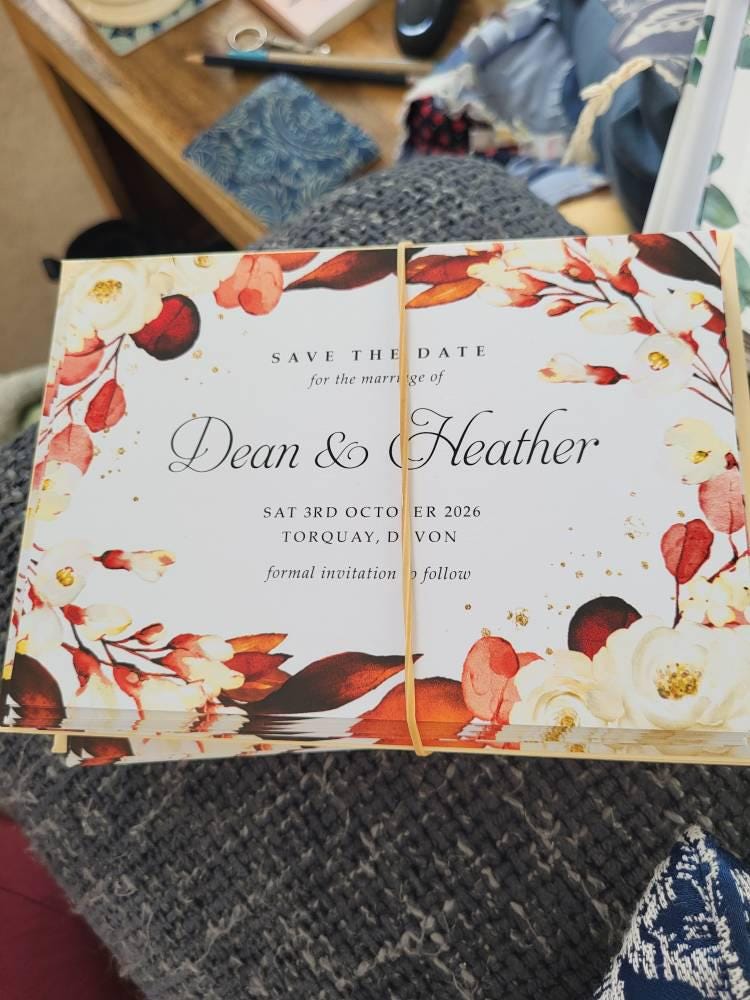 SAVE THE DATE
for the marriage of
Dean & Heather
SAT 3RD OCTOBER 2026
TORQUAY, DEVON
formal invitation to follow